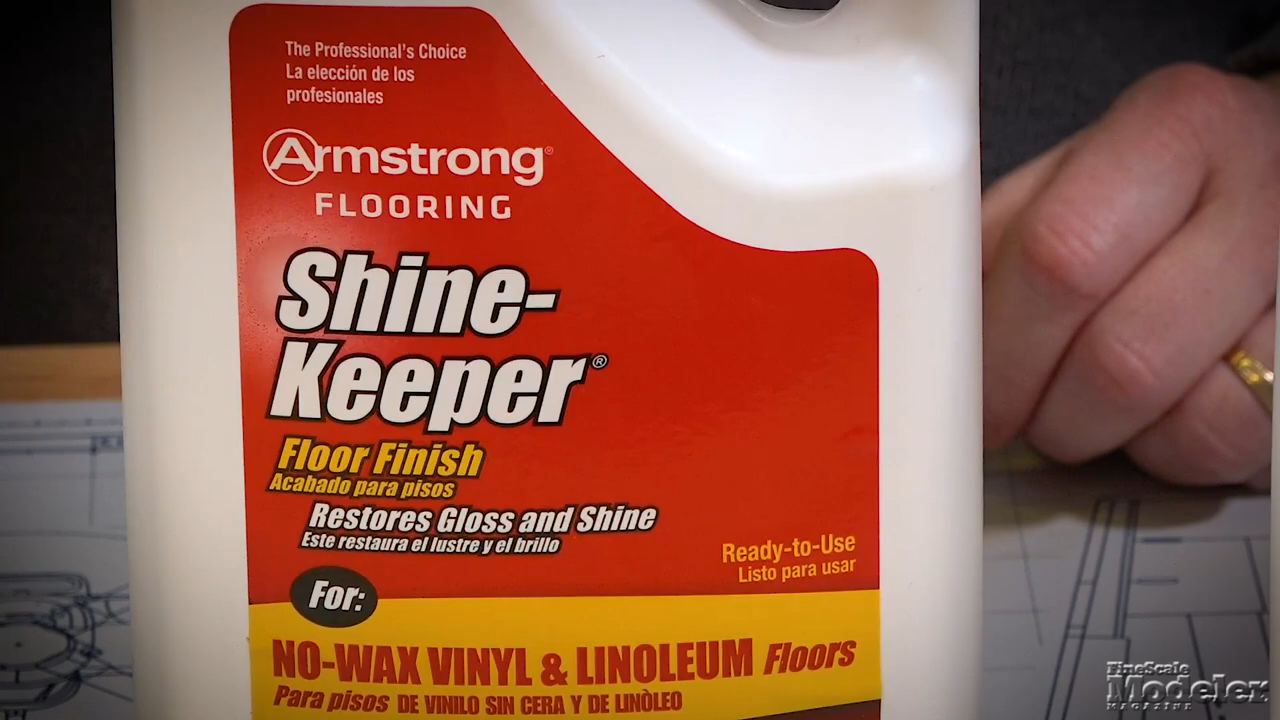 The Professional's Choice
La elección de los
profesionales
Armstrong®
FLOORING
Shine-
Keeper®
Floor Finish
Acabado para pisos
Restores Gloss and Shine
Este restaura el lustre y el brillo
Ready-to-Use
Listo para usar
For:
NO-WAX VINYL & LINOLEUM Floors
Para pisos DE VINILO SIN CERA Y DE LINÒLEO
FineScale
Modeler
MAGAZINE